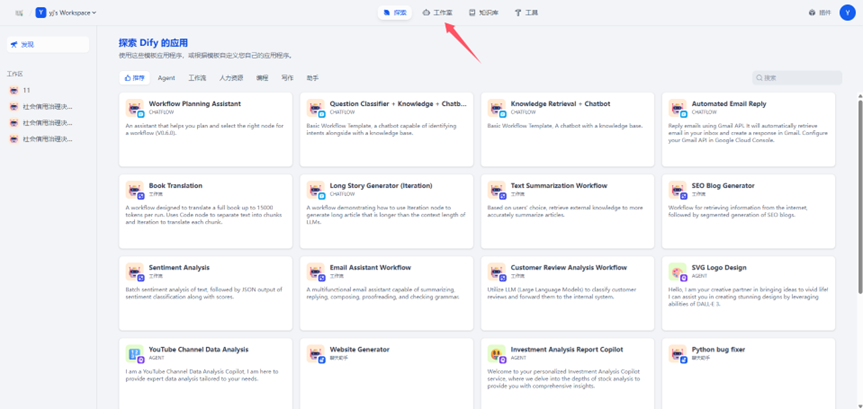 Y yj's Workspace
探索
工作室
知识库
工具
插件
Y
发现
工作区
11
社会信用治理决...
社会信用治理决...
社会信用治理决...
探索 Dify 的应用
使用这些模板应用程序，或根据模板自定义您自己的应用程序。
推荐
Agent
工作流
人力资源
编程
写作
助手
搜索
Workflow Planning Assistant
CHATFLOW
An assistant that helps you plan and select the right node for
a workflow (V0.6.0).
Question Classifier + Knowledge + Chatb...
CHATFLOW
Basic Workflow Template, a chatbot capable of identifying
intents alongside with a knowledge base.
Knowledge Retrieval + Chatbot
CHATFLOW
Basic Workflow Template, A chatbot with a knowledge base.
Automated Email Reply
CHATFLOW
Reply emails using Gmail API. It will automatically retrieve
email in your inbox and create a response in Gmail. Configure
your Gmail API in Google Cloud Console.
Book Translation
工作流
A workflow designed to translate a full book up to 15000
tokens per run. Uses Code node to separate text into chunks
and Iteration to translate each chunk.
Long Story Generator (Iteration)
CHATFLOW
A workflow demonstrating how to use Iteration node to
generate long article that is longer than the context length of
LLMs.
Text Summarization Workflow
工作流
Based on users' choice, retrieve external knowledge to more
accurately summarize articles.
SEO Blog Generator
工作流
Workflow for retrieving information from the internet,
followed by segmented generation of SEO blogs.
Sentiment Analysis
工作流
Batch sentiment analysis of text, followed by JSON output of
sentiment classification along with scores.
Email Assistant Workflow
工作流
A multifunctional email assistant capable of summarizing,
replying, composing, proofreading, and checking grammar.
Customer Review Analysis Workflow
工作流
Utilize LLM (Large Language Models) to classify customer
reviews and forward them to the internal system.
SVG Logo Design
AGENT
Hello, I am your creative partner in bringing ideas to vivid life!
I can assist you in creating stunning designs by leveraging
abilities of DALL·E 3.
YouTube Channel Data Analysis
AGENT
I am a YouTube Channel Data Analysis Copilot, I am here to
provide expert data analysis tailored to your needs.
Website Generator
聊天助手
Investment Analysis Report Copilot
AGENT
Welcome to your personalized Investment Analysis Copilot
service, where we delve into the depths of stock analysis to
provide you with comprehensive insights.
Python bug fixer
聊天助手